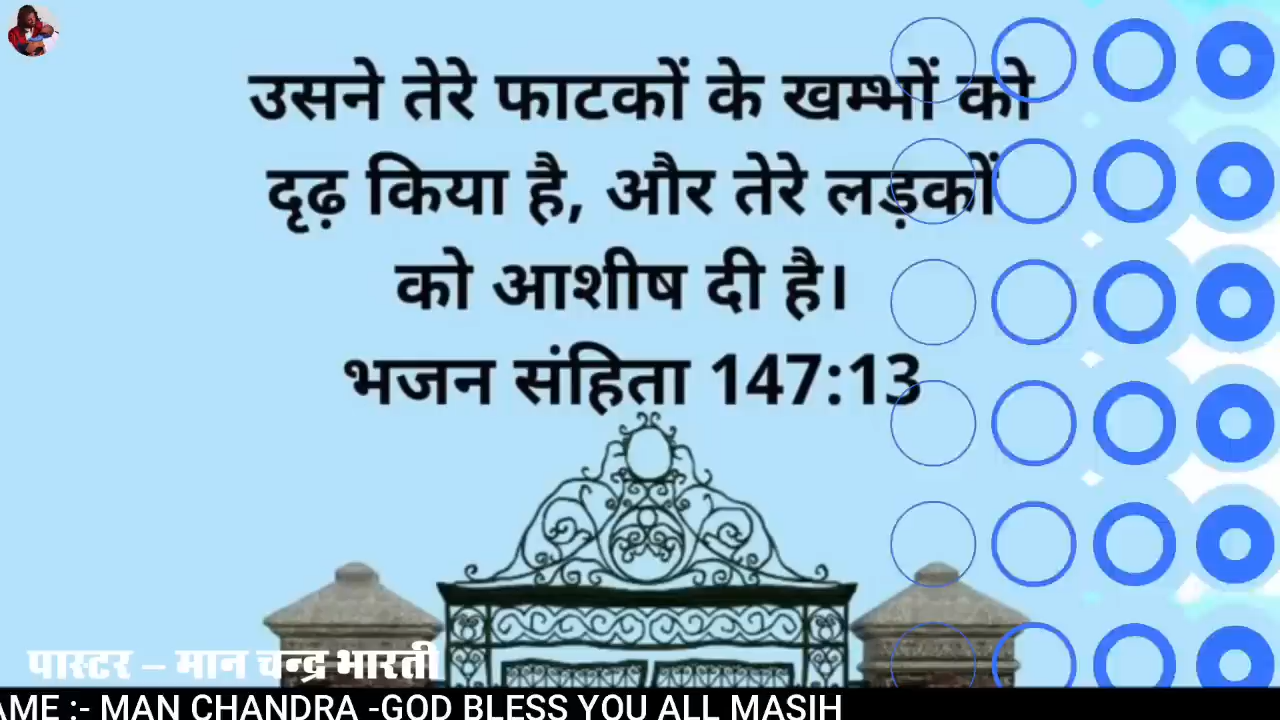 उसने तेरे फाटकों के खम्भों को
दृढ़ किया है, और तेरे लड़कों
को आशीष दी है।
भजन संहिता 147:13
पास्टर – मान चन्द्र भारती
AME :- MAN CHANDRA -GOD BLESS YOU ALL MASIH